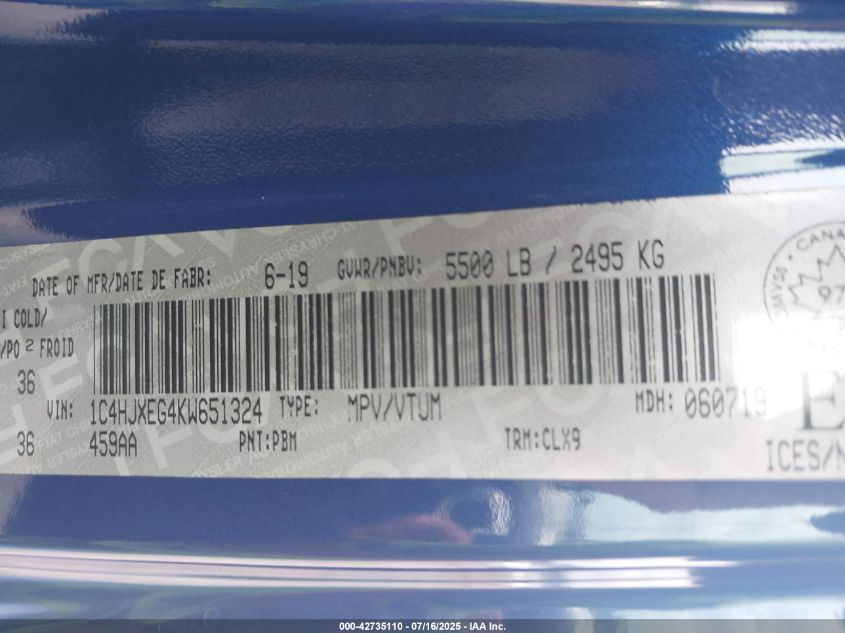 DATE OF MFR/DATE DE FABR: 6-19 GVWR/PNBV: 5500 LB / 2495 KG
I COLD/
/PO 2 FROID
36
VIN: 1C4HJXEG4KW651324 TYPE: MPV/VTUM MDH: 060719
36 459AA PNT:PBM TRM:CLX9
CANA
97
E
ICES/N
000-42735110 - 07/16/2025 - IAA Inc.